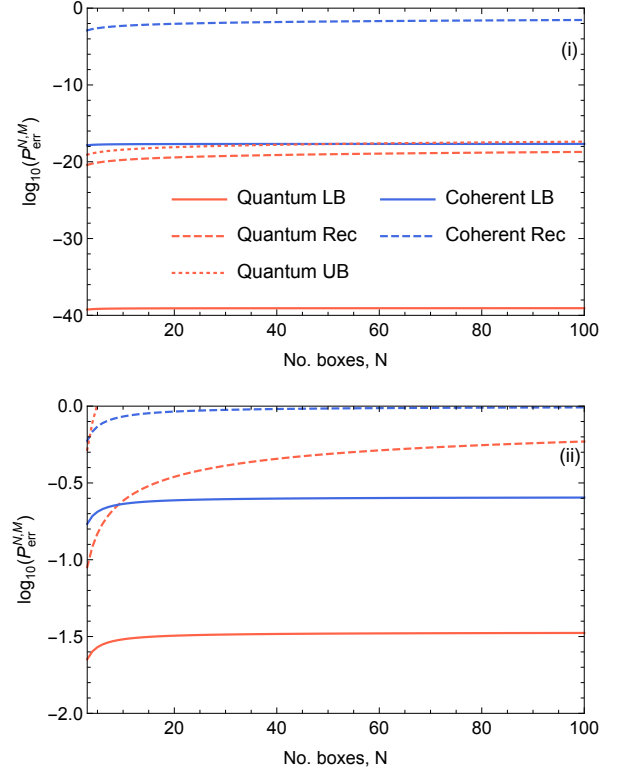 0
(i)
−10
−20
−30
−40
log10(P^{N,M}_{err})
Quantum LB
Coherent LB
Quantum Rec
Coherent Rec
Quantum UB
20
40
60
80
100
No. boxes, N
0.0
(ii)
−0.5
−1.0
−1.5
−2.0
log10(P^{N,M}_{err})
20
40
60
80
100
No. boxes, N